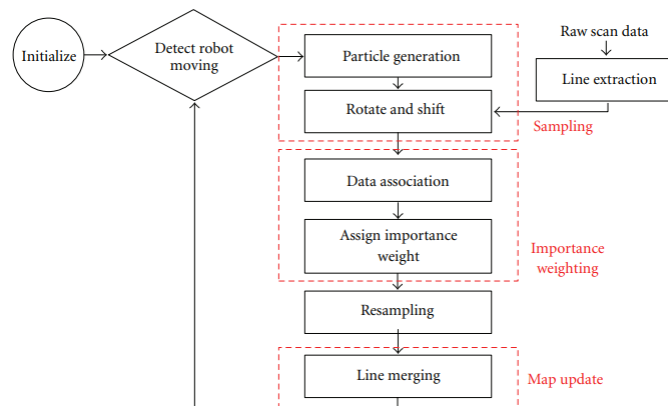 Initialize
Detect robot
moving
Particle generation
Rotate and shift
Raw scan data
Line extraction
Sampling
Data association
Assign importance
weight
Importance
weighting
Resampling
Line merging
Map update